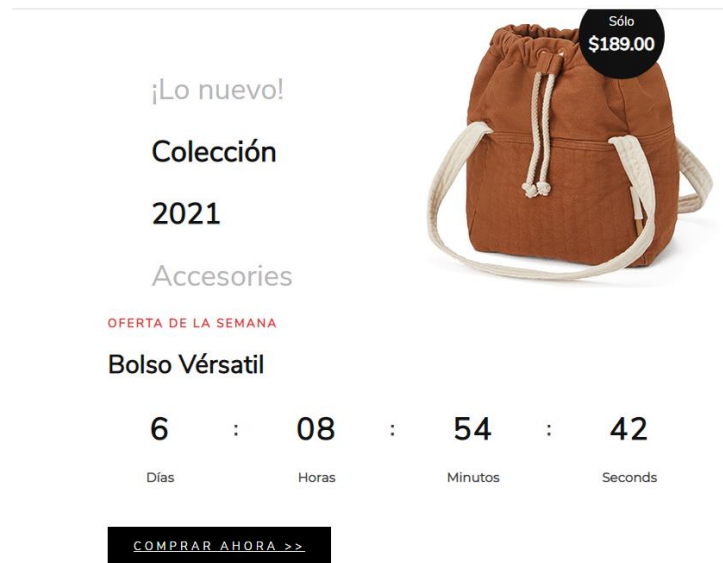 Sólo
$189.00
¡Lo nuevo!
Colección
2021
Accesories
OFERTA DE LA SEMANA
Bolso Vérsatil
6 : 08 : 54 : 42
Días Horas Minutos Seconds
COMPRAR AHORA >>